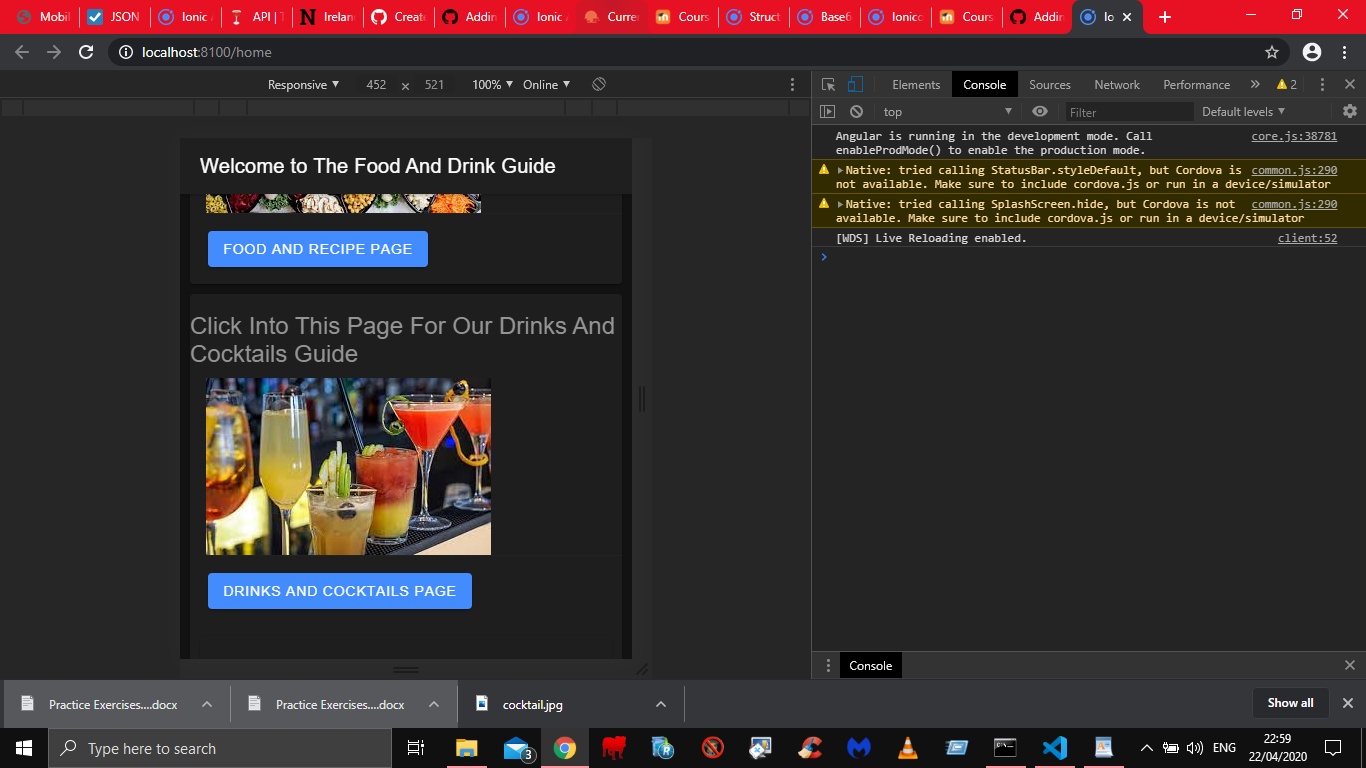 Mobil
JSON
Ionic
API | T
Ireland
Create
Addin
Ionic
Curre
Cours
Struct
Base6
Ionico
Cours
Addin
Io
localhost:8100/home
Responsive
452 × 521
100%
Online
Welcome to The Food And Drink Guide
FOOD AND RECIPE PAGE
Click Into This Page For Our Drinks And
Cocktails Guide
DRINKS AND COCKTAILS PAGE
Elements
Console
Sources
Network
Performance
2
top
Filter
Default levels
Angular is running in the development mode. Call core.js:38781
enableProdMode() to enable the production mode.
Native: tried calling StatusBar.styleDefault, but Cordova is common.js:290
not available. Make sure to include cordova.js or run in a device/simulator
Native: tried calling SplashScreen.hide, but Cordova is not common.js:290
available. Make sure to include cordova.js or run in a device/simulator
[WDS] Live Reloading enabled. client:52
Console
Practice Exercises....docx
Practice Exercises....docx
cocktail.jpg
Show all
Type here to search
3
ENG
22:59
22/04/2020